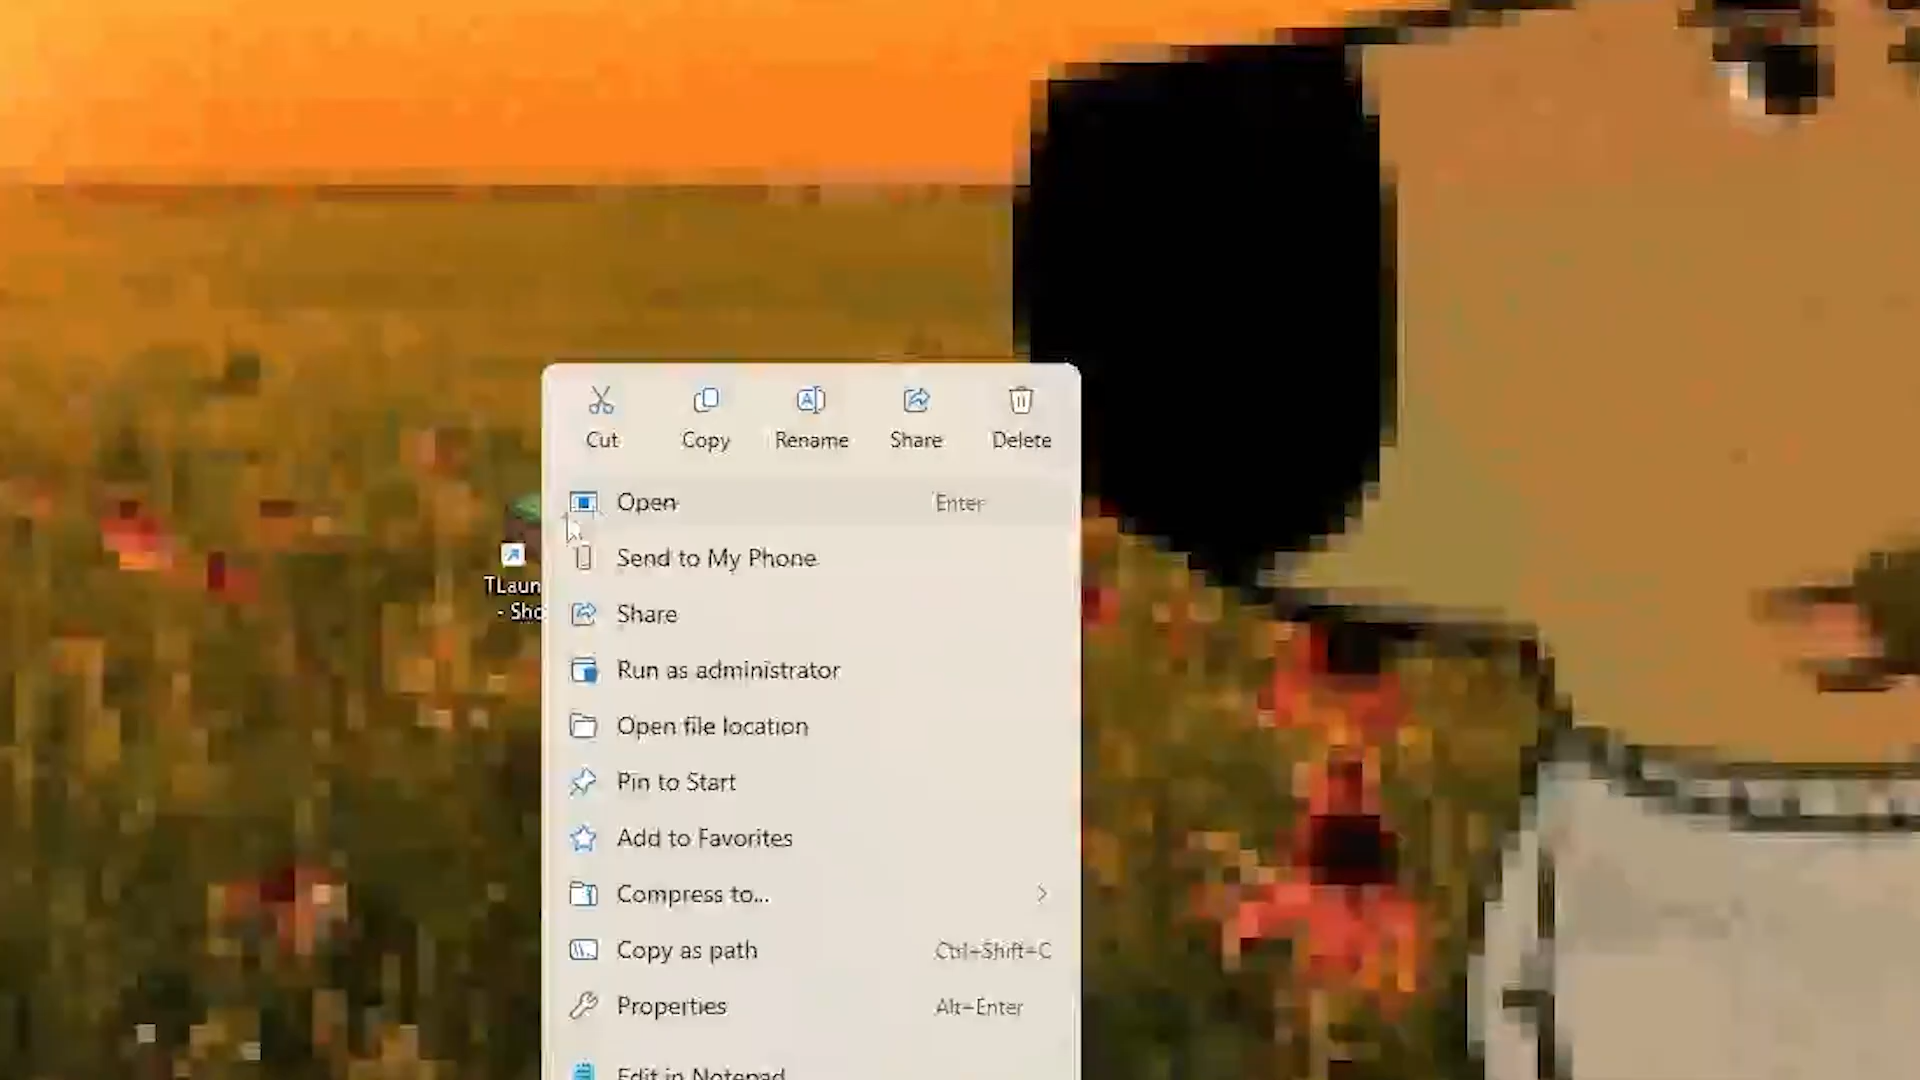 Cut Copy Rename Share Delete
Open Enter
Send to My Phone
TLaun
- Sho
Share
Run as administrator
Open file location
Pin to Start
Add to Favorites
Compress to...
Copy as path Ctrl+Shift+C
Properties Alt+Enter
Edit in Notepad